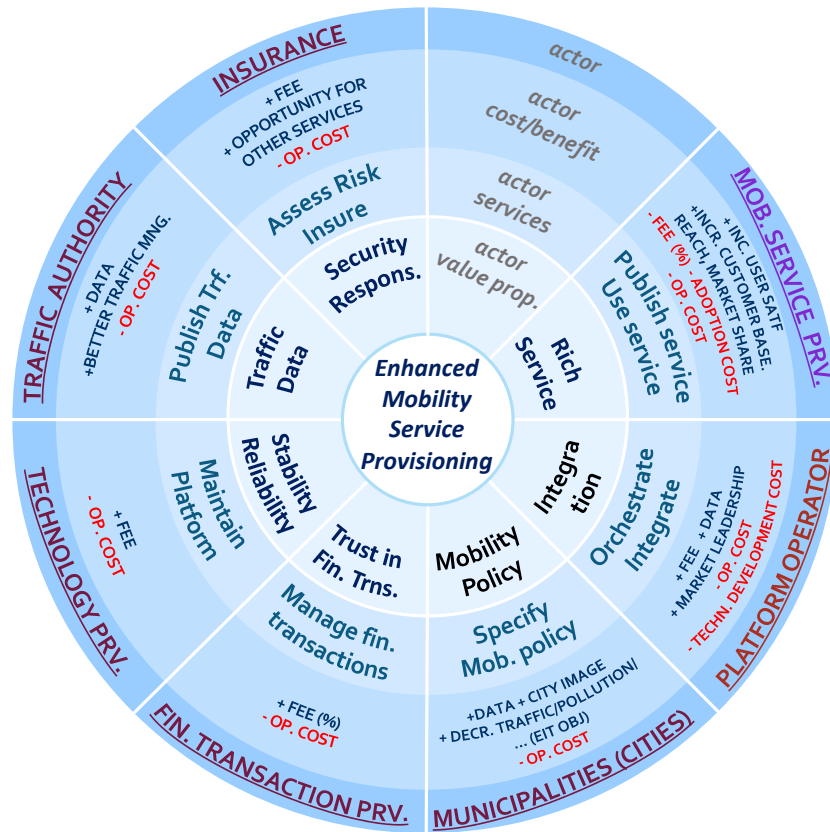 Enhanced
Mobility
Service
Provisioning
actor
actor
cost/benefit
actor
services
actor
value prop.
MOB. SERVICE PRV.
+ INC. USER SATF
+INCR. CUSTOMER BASE.
REACH, MARKET SHARE
- FEE (%) - ADOPTION COST
- OP. COST
Publish service
Use service
Rich
Service
PLATFORM OPERATOR
+ FEE + DATA
+ MARKET LEADERSHIP
- OP. COST
- TECHN. DEVELOPMENT COST
Orchestrate
Integrate
Integra
tion
MUNICIPALITIES (CITIES)
+DATA + CITY IMAGE
+ DECR. TRAFFIC/POLLUTION/
... (EIT OBJ)
- OP. COST
Specify
Mob. policy
Mobility
Policy
FIN. TRANSACTION PRV.
+ FEE (%)
- OP. COST
Manage fin.
transactions
Trust in
Fin. Trns.
TECHNOLOGY PRV.
+ FEE
- OP. COST
Maintain
Platform
Stability
Reliability
TRAFFIC AUTHORITY
+ DATA
+BETTER TRAFFIC MNG.
- OP. COST
Publish Trf.
Data
Traffic
Data
INSURANCE
+ FEE
+ OPPORTUNITY FOR
OTHER SERVICES
- OP. COST
Assess Risk
Insure
Security
Respons.